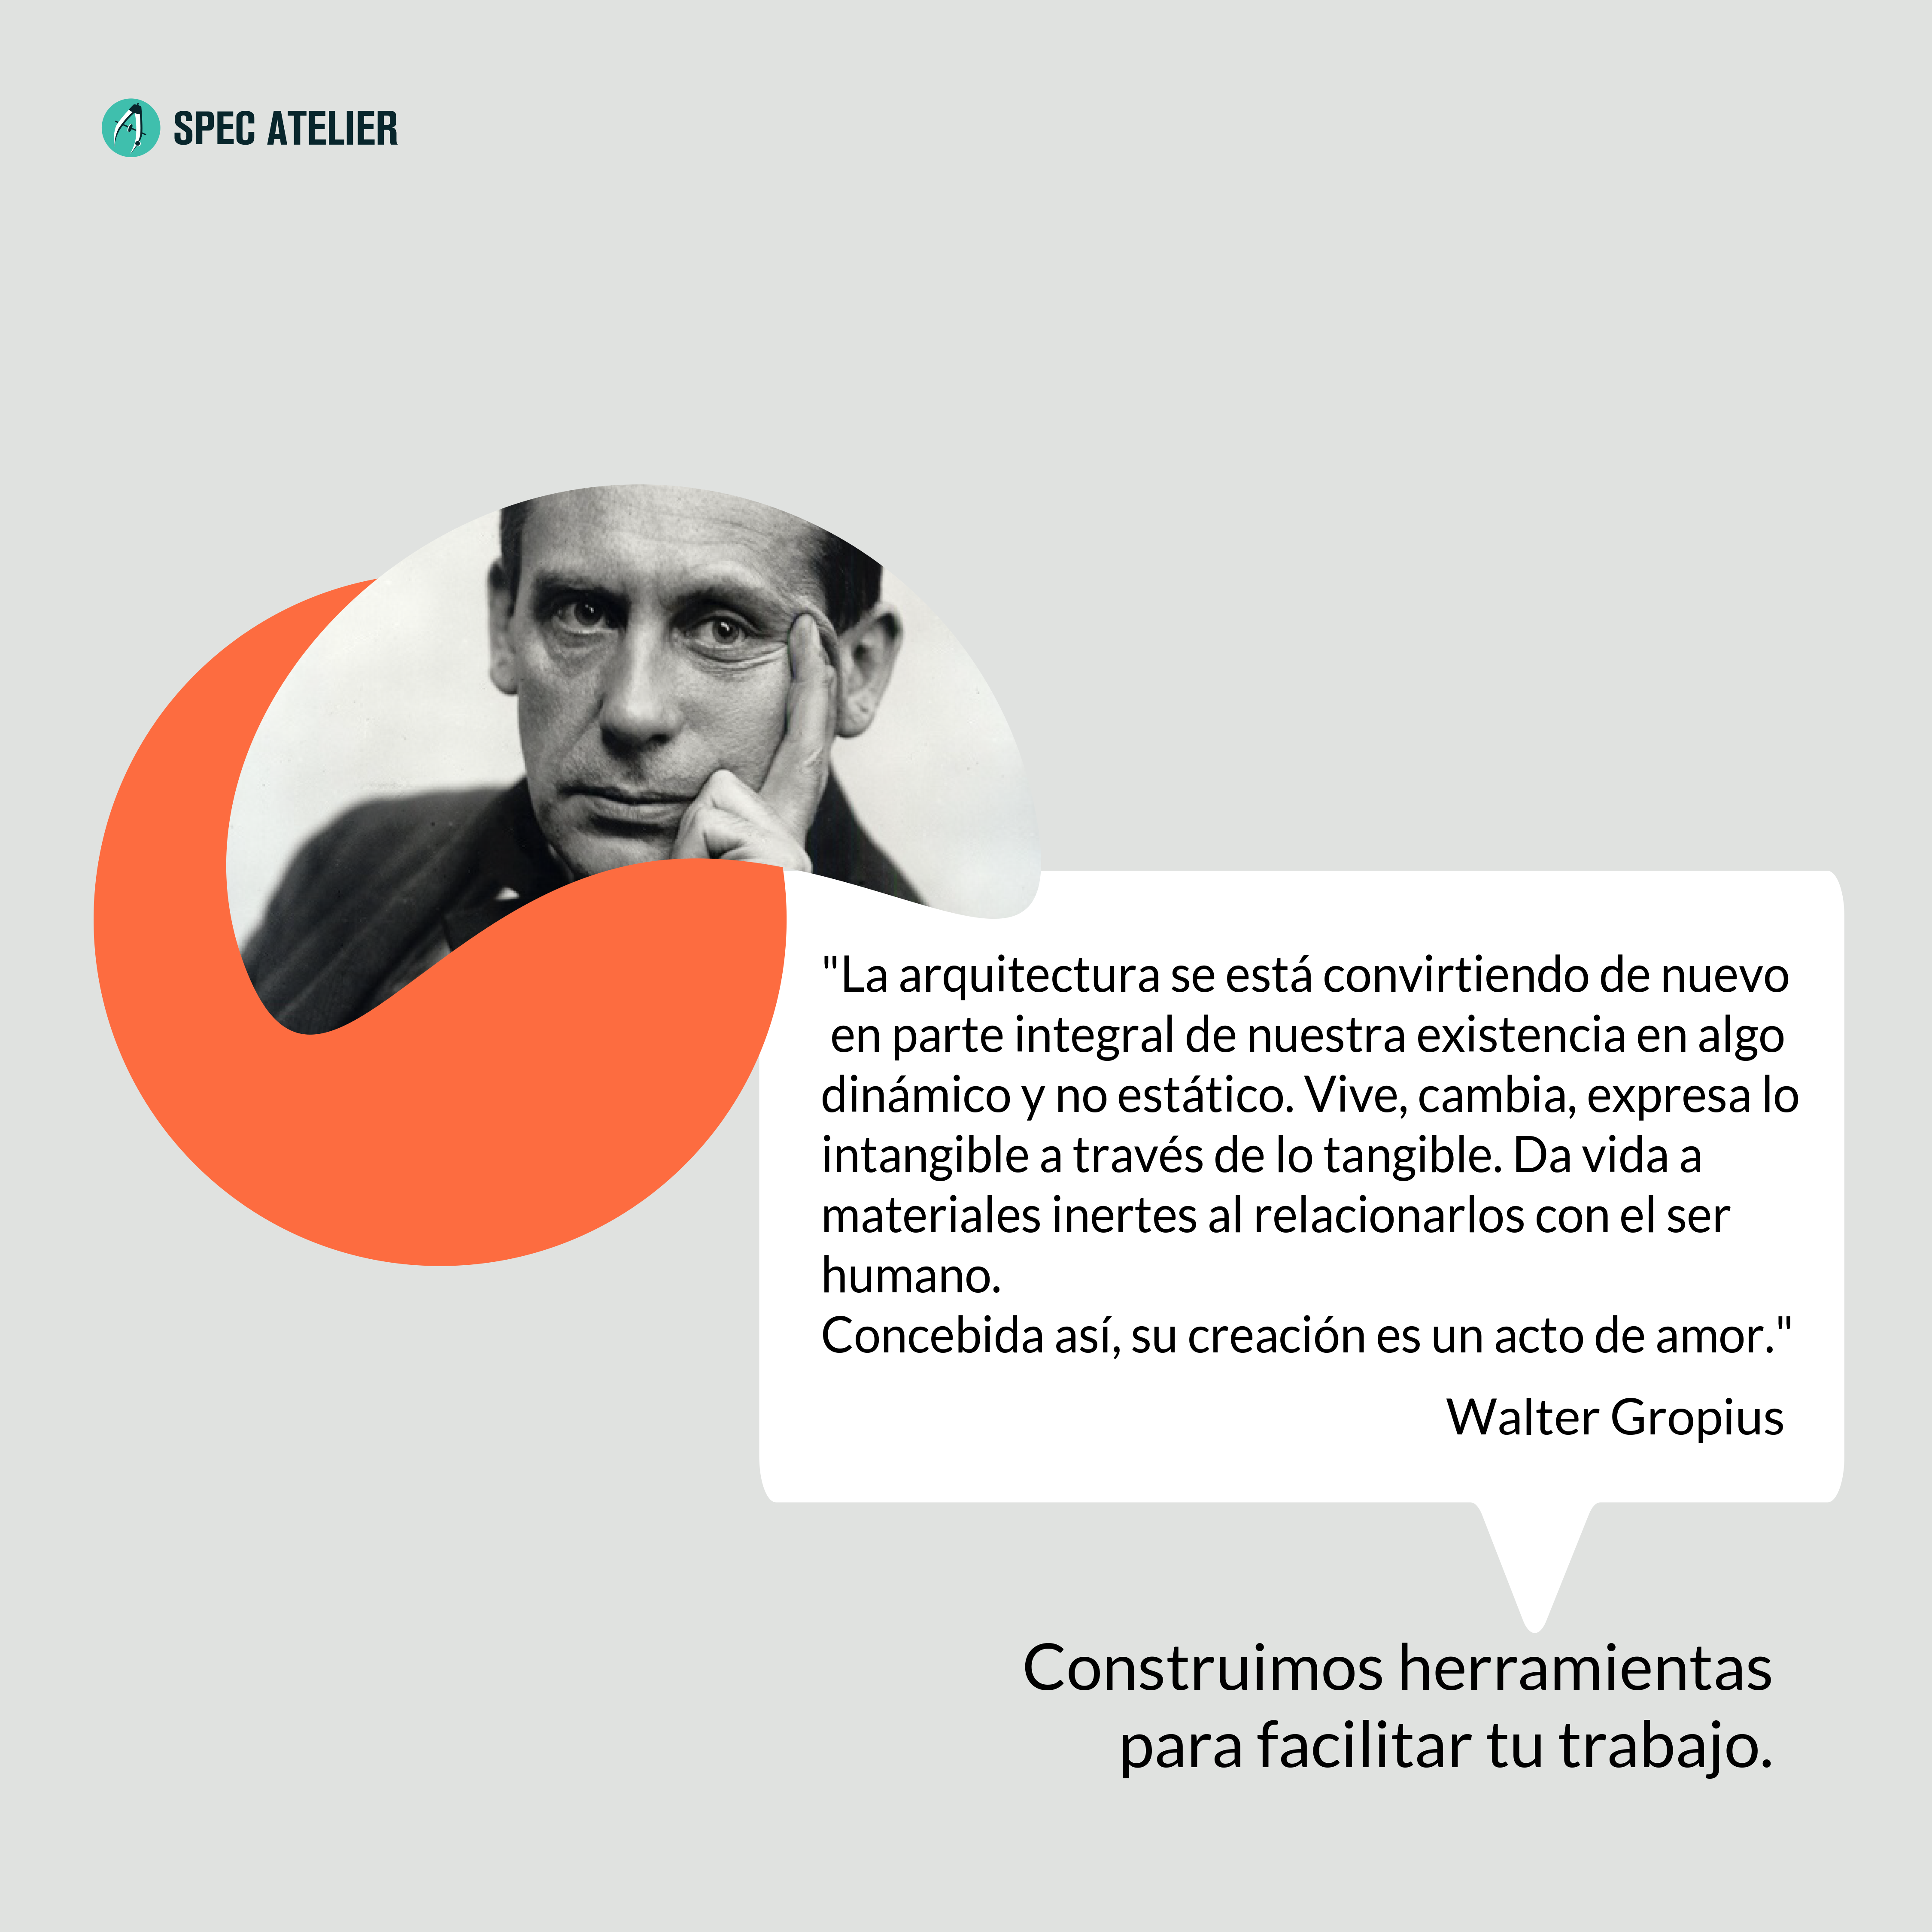 SPEC ATELIER
"La arquitectura se está convirtiendo de nuevo
en parte integral de nuestra existencia en algo
dinámico y no estático. Vive, cambia, expresa lo
intangible a través de lo tangible. Da vida a
materiales inertes al relacionarlos con el ser
humano.
Concebida así, su creación es un acto de amor."
Walter Gropius
Construimos herramientas
para facilitar tu trabajo.